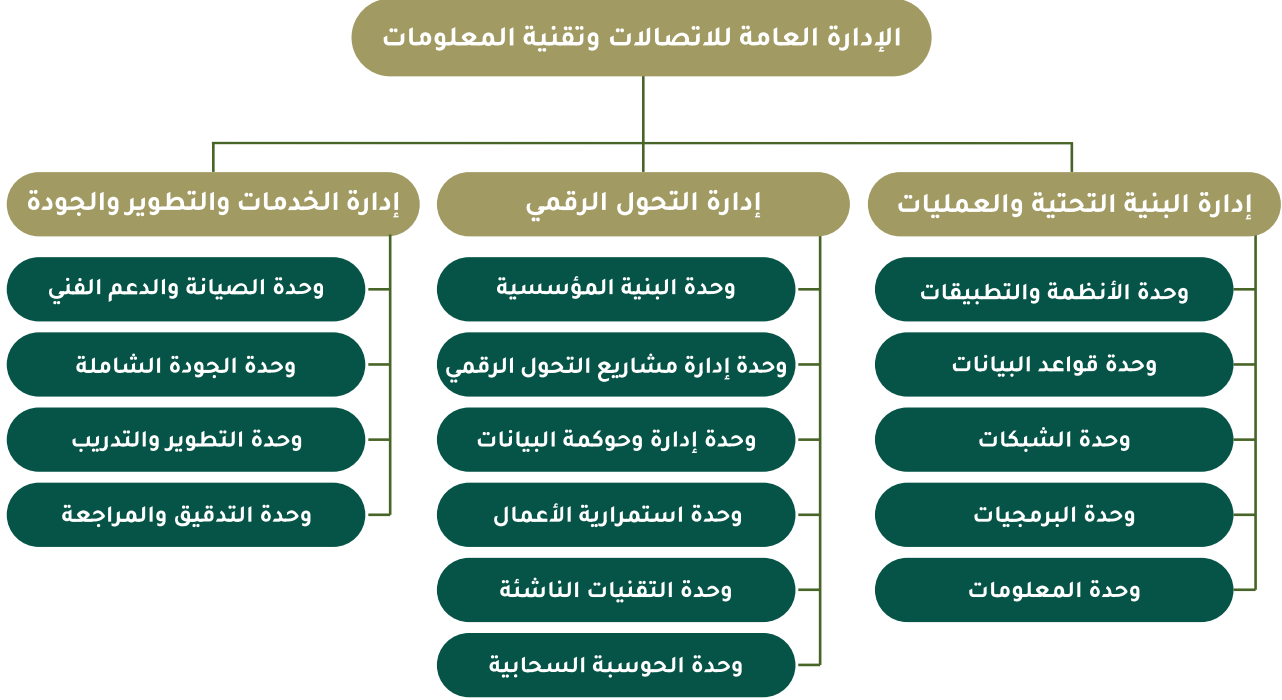 الإدارة العامة للاتصالات وتقنية المعلومات
إدارة البنية التحتية والعمليات
وحدة الأنظمة والتطبيقات
وحدة قواعد البيانات
وحدة الشبكات
وحدة البرمجيات
وحدة المعلومات
إدارة التحول الرقمي
وحدة البنية المؤسسية
وحدة إدارة مشاريع التحول الرقمي
وحدة إدارة وحوكمة البيانات
وحدة استمرارية الأعمال
وحدة التقنيات الناشئة
وحدة الحوسبة السحابية
إدارة الخدمات والتطوير والجودة
وحدة الصيانة والدعم الفني
وحدة الجودة الشاملة
وحدة التطوير والتدريب
وحدة التدقيق والمراجعة